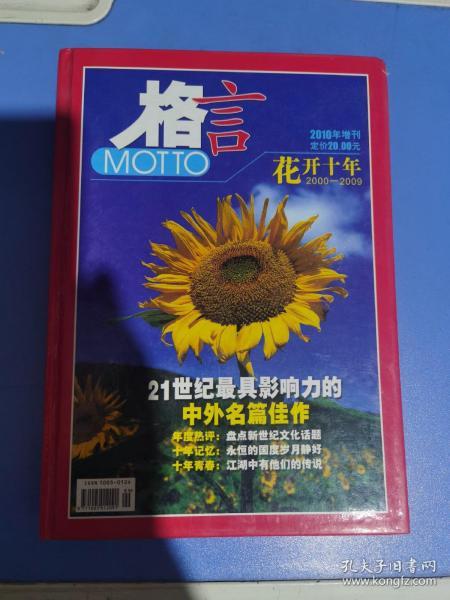 格言
MOTTO
2010年增刊
定价20.00元
花开十年
2000—2009
21世纪最具影响力的
中外名篇佳作
年度热评：盘点新世纪文化话题
十年记忆：永恒的国度岁月静好
十年青春：江湖中有他们的传说
孔夫子旧书网
www.kongfz.com